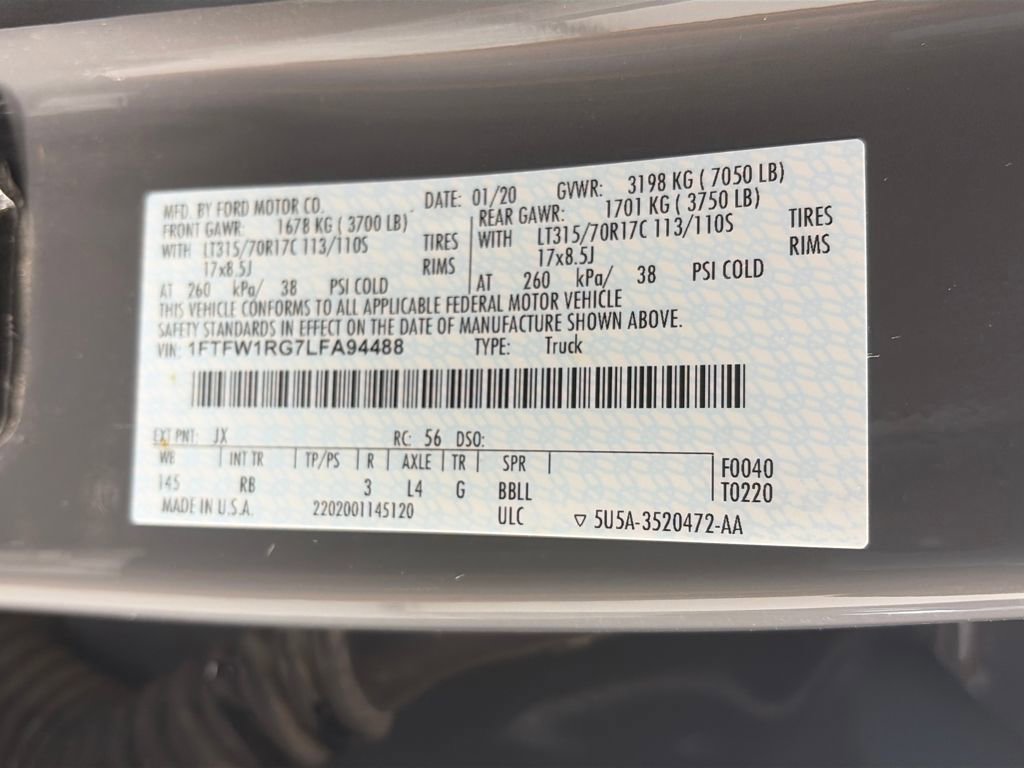 MFD. BY FORD MOTOR CO. DATE: 01/20 GVWR: 3198 KG ( 7050 LB)
FRONT GAWR: 1678 KG ( 3700 LB) REAR GAWR: 1701 KG ( 3750 LB)
WITH LT315/70R17C 113/110S TIRES WITH LT315/70R17C 113/110S TIRES
17x8.5J RIMS 17x8.5J RIMS
AT 260 kPa/ 38 PSI COLD AT 260 kPa/ 38 PSI COLD
THIS VEHICLE CONFORMS TO ALL APPLICABLE FEDERAL MOTOR VEHICLE
SAFETY STANDARDS IN EFFECT ON THE DATE OF MANUFACTURE SHOWN ABOVE.
VIN: 1FTFW1RG7LFA94488 TYPE: Truck
EXT PNT: JX RC: 56 DSO:
WB INT TR TP/PS R AXLE TR SPR F0040
145 RB 3 L4 G BBLL T0220
MADE IN U.S.A. 2202001145120 ULC ▽ 5U5A-3520472-AA